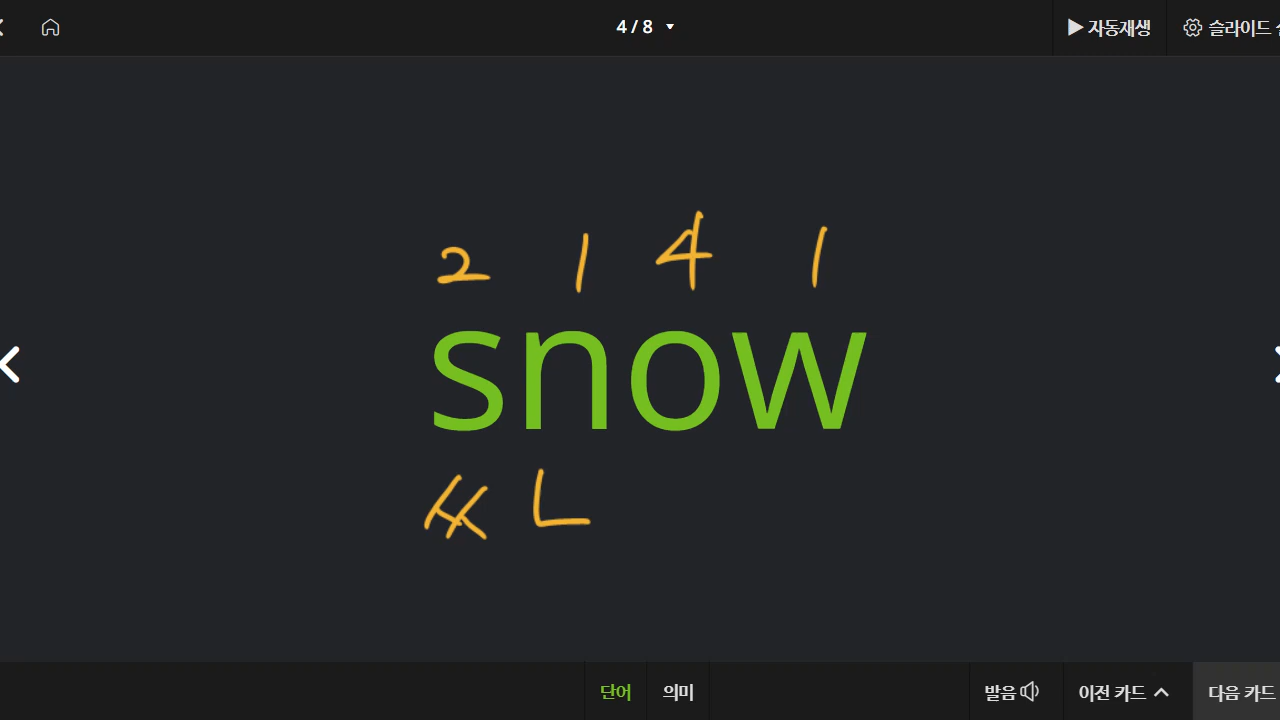 4 / 8
자동재생
슬라이드
2 1 4 1
snow
ㅆ ㄴ
단어 의미 발음 이전 카드 다음 카드